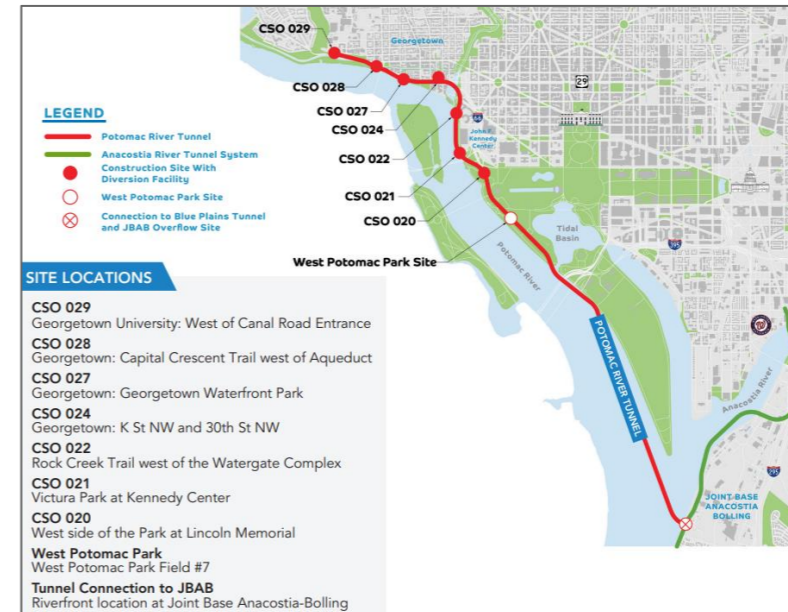 CSO 029
Georgetown
CSO 028
29
CSO 027
CSO 024
66
John F.
Kennedy
Center
CSO 022
CSO 021
CSO 020
Tidal
Basin
West Potomac Park Site
Potomac River
395
POTOMAC RIVER TUNNEL
Anacostia River
295
JOINT BASE
ANACOSTIA
BOLLING
LEGEND
Potomac River Tunnel
Anacostia River Tunnel System
Construction Site With
Diversion Facility
West Potomac Park Site
Connection to Blue Plains Tunnel
and JBAB Overflow Site
SITE LOCATIONS
CSO 029
Georgetown University: West of Canal Road Entrance
CSO 028
Georgetown: Capital Crescent Trail west of Aqueduct
CSO 027
Georgetown: Georgetown Waterfront Park
CSO 024
Georgetown: K St NW and 30th St NW
CSO 022
Rock Creek Trail west of the Watergate Complex
CSO 021
Victura Park at Kennedy Center
CSO 020
West side of the Park at Lincoln Memorial
West Potomac Park
West Potomac Park Field #7
Tunnel Connection to JBAB
Riverfront location at Joint Base Anacostia-Bolling